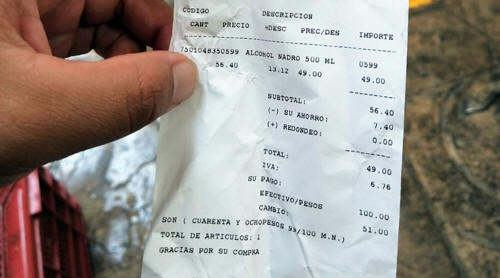 CODIGO DESCRIPCION
CANT PRECIO %DESC PREC/DES IMPORTE
7501048350599 ALCOHOL NADRO 500 ML 0599
56.40 13.12 49.00 49.00
SUBTOTAL: 56.40
(-) SU AHORRO: 7.40
(+) REDONDEO: 0.00
TOTAL: 49.00
IVA: 6.76
SU PAGO:
EFECTIVO/PESOS 100.00
CAMBIO: 51.00
SON ( CUARENTA Y OCHOPESOS 99/100 M.N.)
TOTAL DE ARTICULOS: 1
GRACIAS POR SU COMPRA